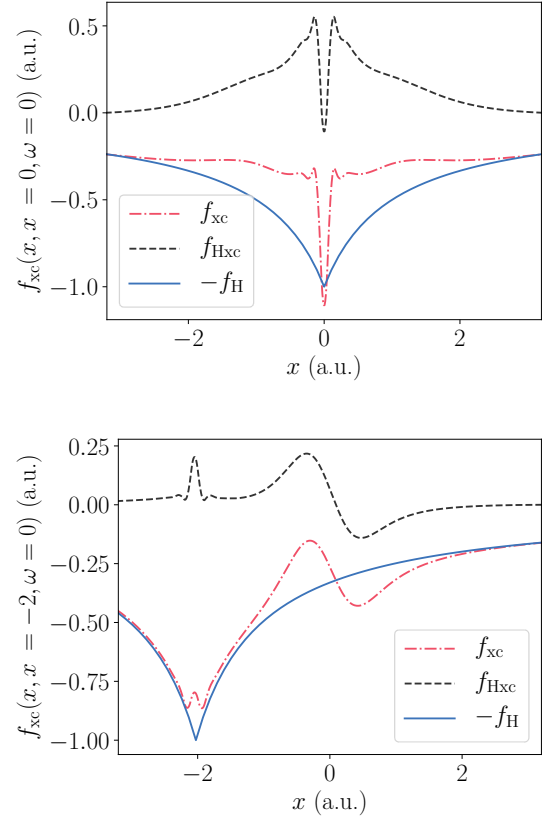 0.5
0.0
−0.5
−1.0
f_xc(x, x = 0, ω = 0) (a.u.)
f_xc
f_Hxc
−f_H
−2
0
2
x (a.u.)
0.25
0.00
−0.25
−0.50
−0.75
−1.00
f_xc(x, x = −2, ω = 0) (a.u.)
f_xc
f_Hxc
−f_H
−2
0
2
x (a.u.)